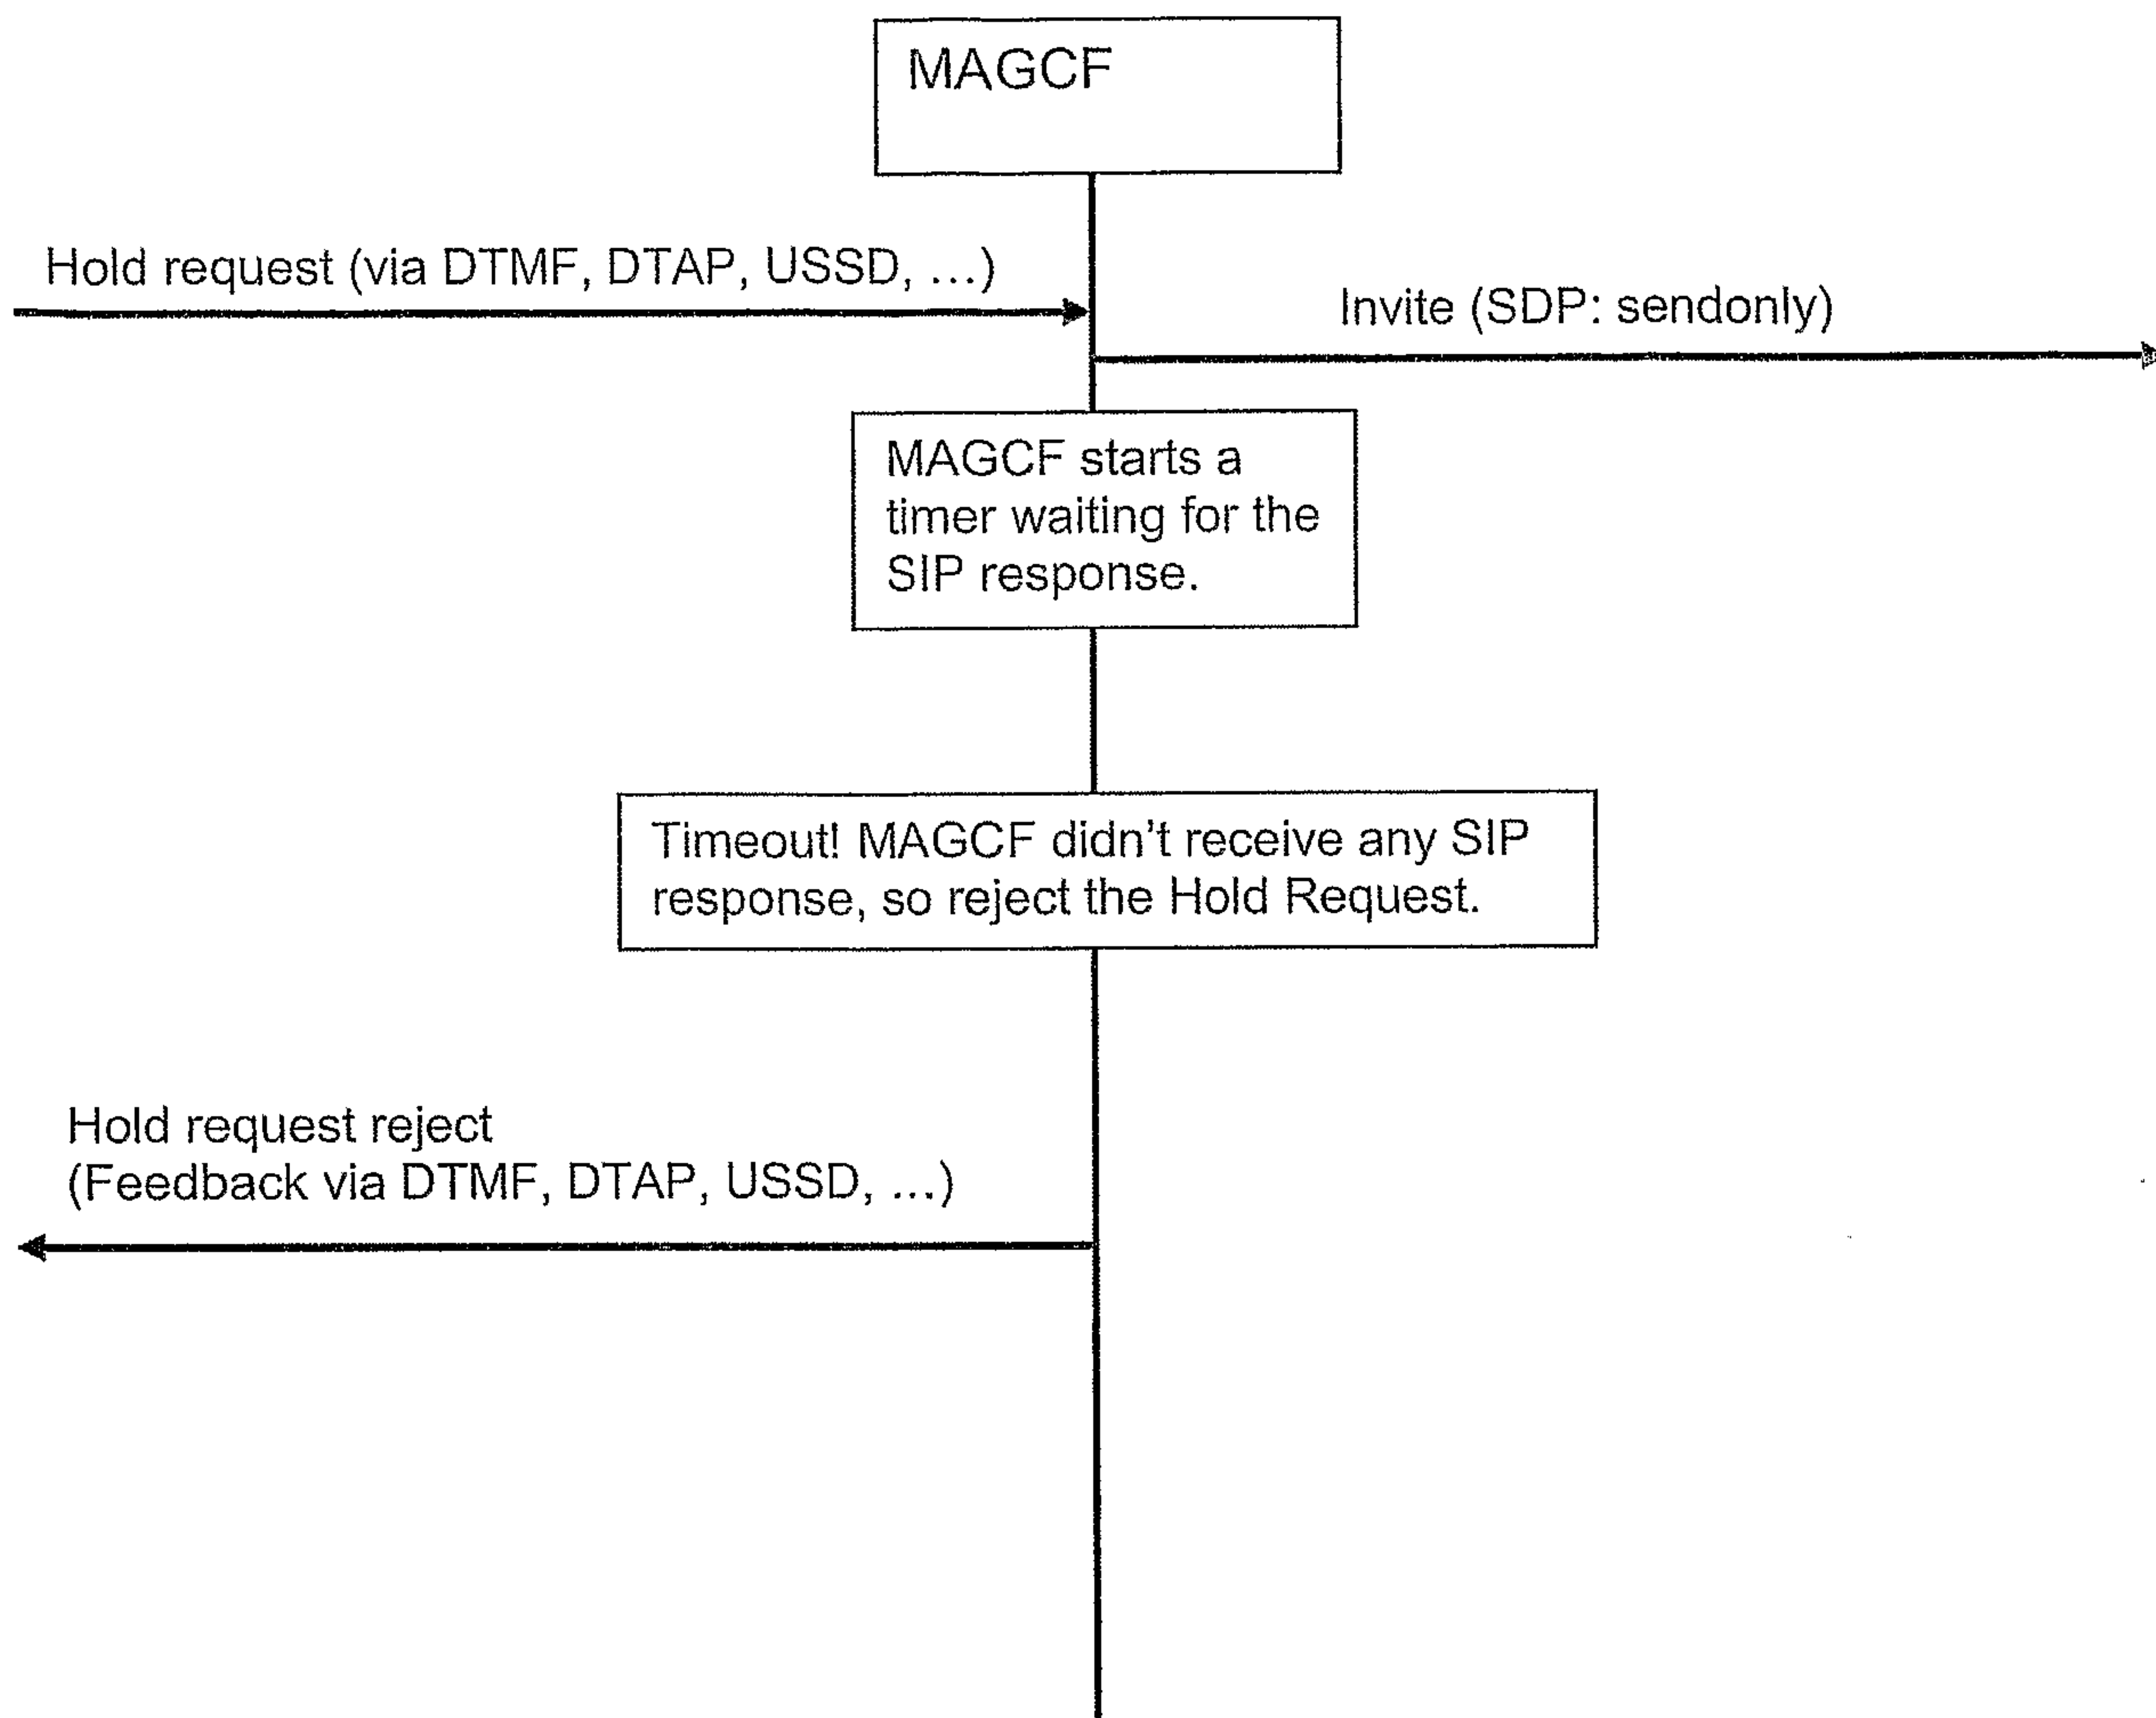 MAGCF
Hold request (via DTMF, DTAP, USSD, ...)
Invite (SDP: sendonly)
MAGCF starts a
timer waiting for the
SIP response.
Timeout! MAGCF didn't receive any SIP
response, so reject the Hold Request.
Hold request reject
(Feedback via DTMF, DTAP, USSD, ...)